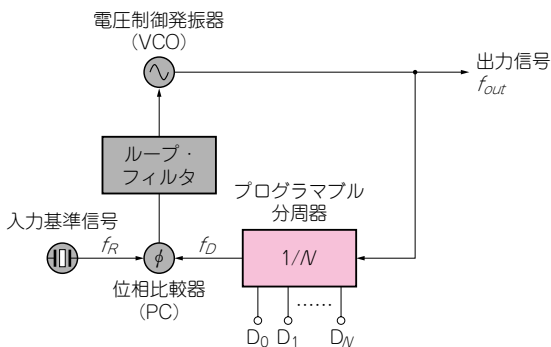 電圧制御発振器
(VCO)
出力信号
fout
ループ・
フィルタ
プログラマブル
分周器
入力基準信号
fR
fD
1/N
ϕ
位相比較器
(PC)
……
D0 D1 DN